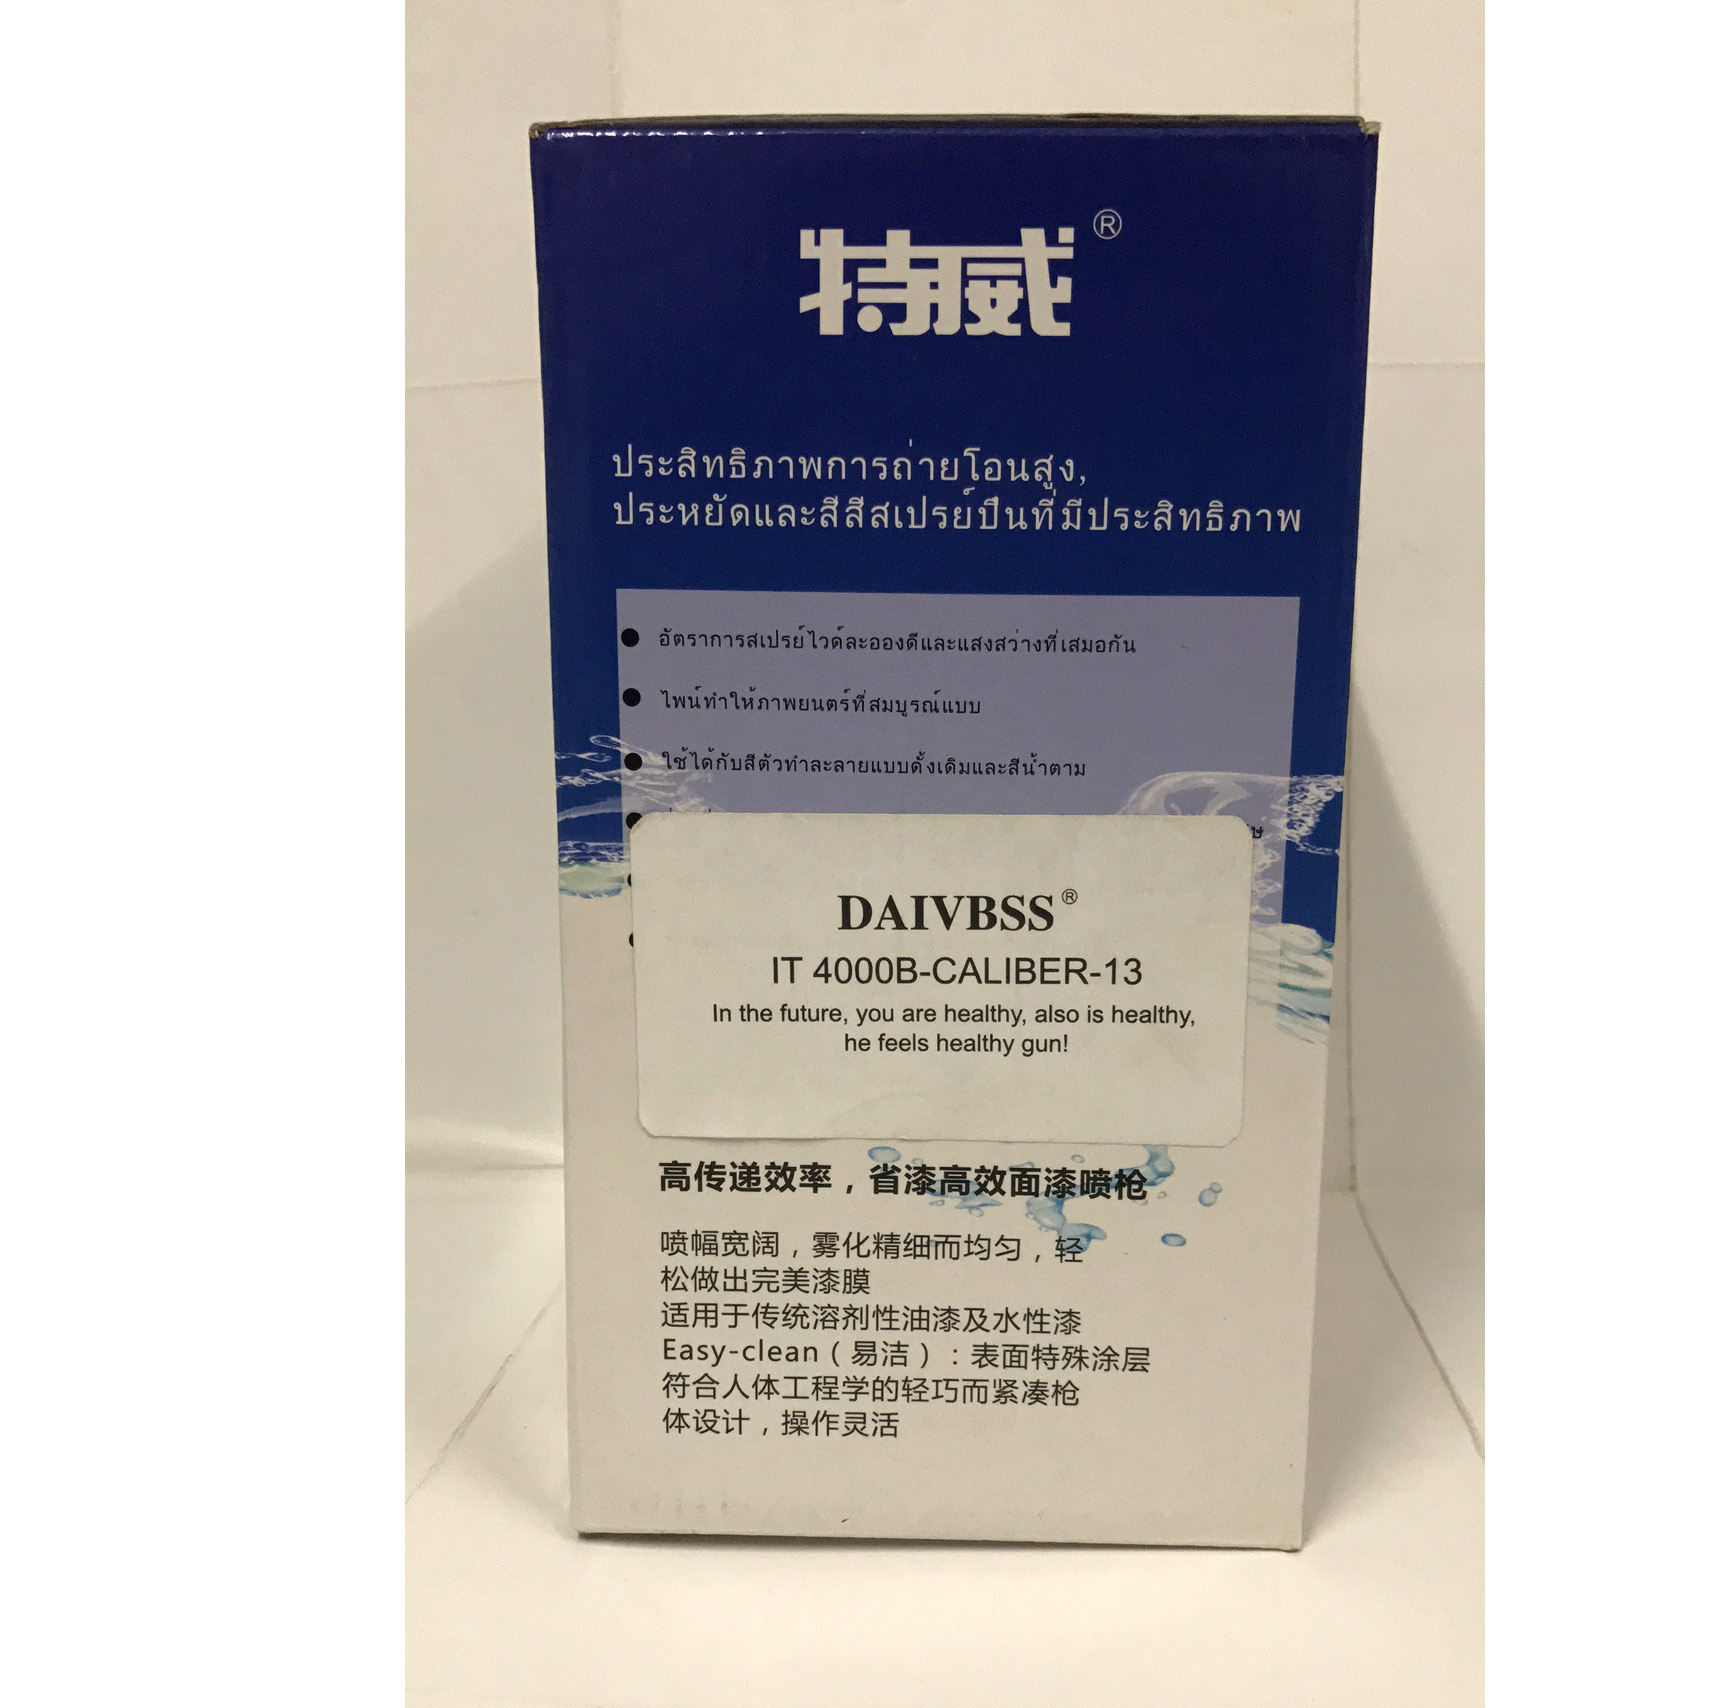 特威®
ประสิทธิภาพการถ่ายโอนสูง,
ประหยัดและสีสีสเปรย์ปืนที่มีประสิทธิภาพ
● อัตราการสเปรย์ไวด์ละอองดีและแสงสว่างที่เสมอกัน
● ไพน์ทำให้ภาพยนตร์ที่สมบูรณ์แบบ
● ใช้ได้กับสีตัวทำละลายแบบดั้งเดิมและสีน้ำตาม
DAIVBSS®
IT 4000B-CALIBER-13
In the future, you are healthy, also is healthy,
he feels healthy gun!
高传递效率，省漆高效面漆喷枪
喷幅宽阔，雾化精细而均匀，轻
松做出完美漆膜
适用于传统溶剂性油漆及水性漆
Easy-clean（易洁）：表面特殊涂层
符合人体工程学的轻巧而紧凑枪
体设计，操作灵活